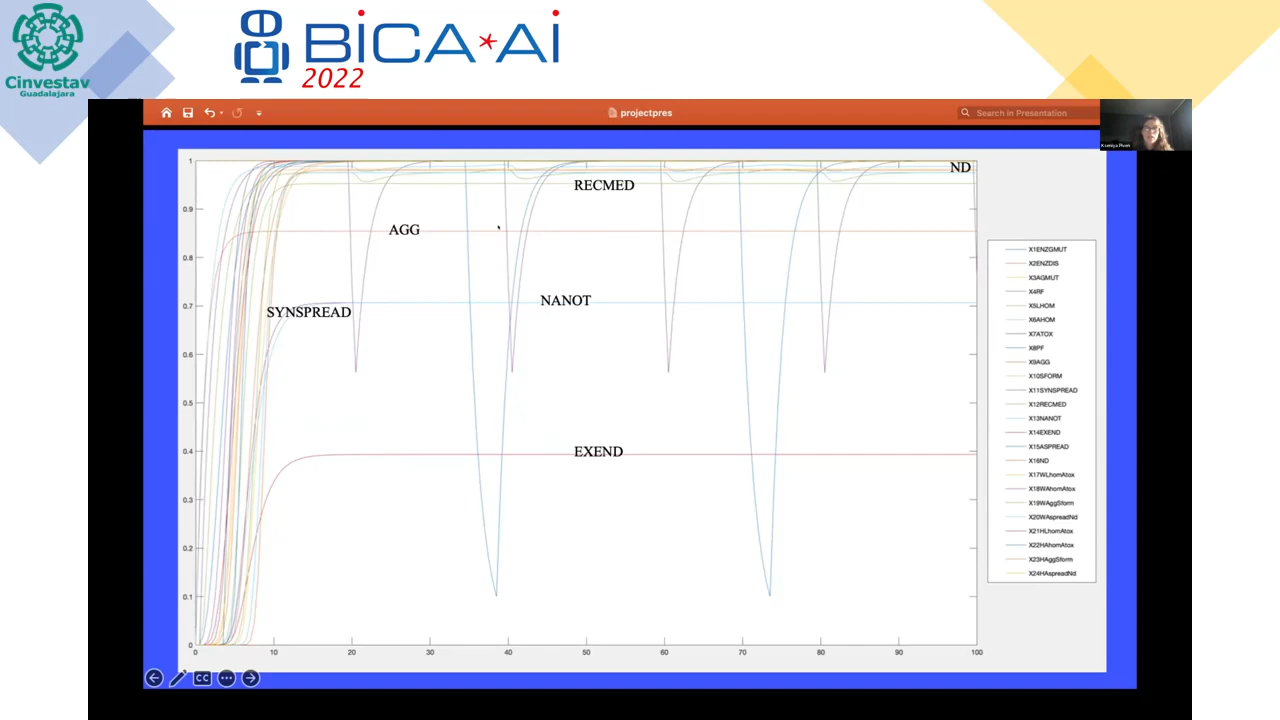 Cinvestav
Guadalajara
BICA*Ai
2022
projectpres
Search in Presentation
Kseniya Piven
ND
RECMED
AGG
NANOT
SYNSPREAD
EXEND
1
0.9
0.8
0.7
0.6
0.5
0.4
0.3
0.2
0.1
0
0 10 20 30 40 50 60 70 80 90 100
X1ENZGMUT
X2ENZDIS
X3AGMUT
X4RF
X5LHOM
X6AHOM
X7ATOX
X8PF
X9AGG
X10SFORM
X11SYNSPREAD
X12RECMED
X13NANOT
X14EXEND
X15ASPREAD
X16ND
X17WLhomAtox
X18WAhomAtox
X19WAggSform
X20WAspreadNd
X21HLhomAtox
X22HAhomAtox
X23HAggSform
X24HAspreadNd
CC